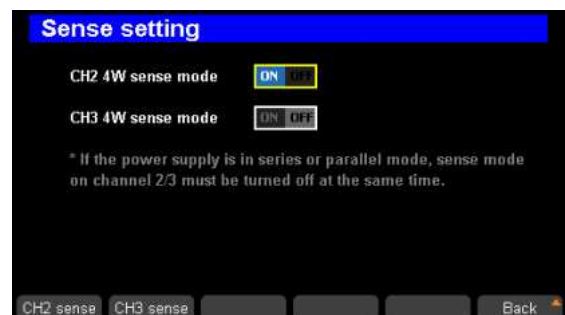 Sense setting
CH2 4W sense mode ON OFF
CH3 4W sense mode ON OFF
* If the power supply is in series or parallel mode, sense mode
on channel 2/3 must be turned off at the same time.
CH2 sense CH3 sense Back